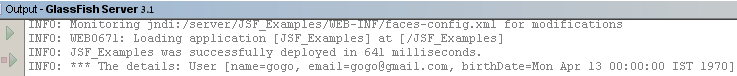 Output - GlassFish Server 3.1
INFO: Monitoring jndi:/server/JSF_Examples/WEB-INF/faces-config.xml for modifications
INFO: WEB0671: Loading application [JSF_Examples] at [/JSF_Examples]
INFO: JSF_Examples was successfully deployed in 641 milliseconds.
INFO: *** The details: User [name=gogo, email=gogo@gmail.com, birthDate=Mon Apr 13 00:00:00 IST 1970]